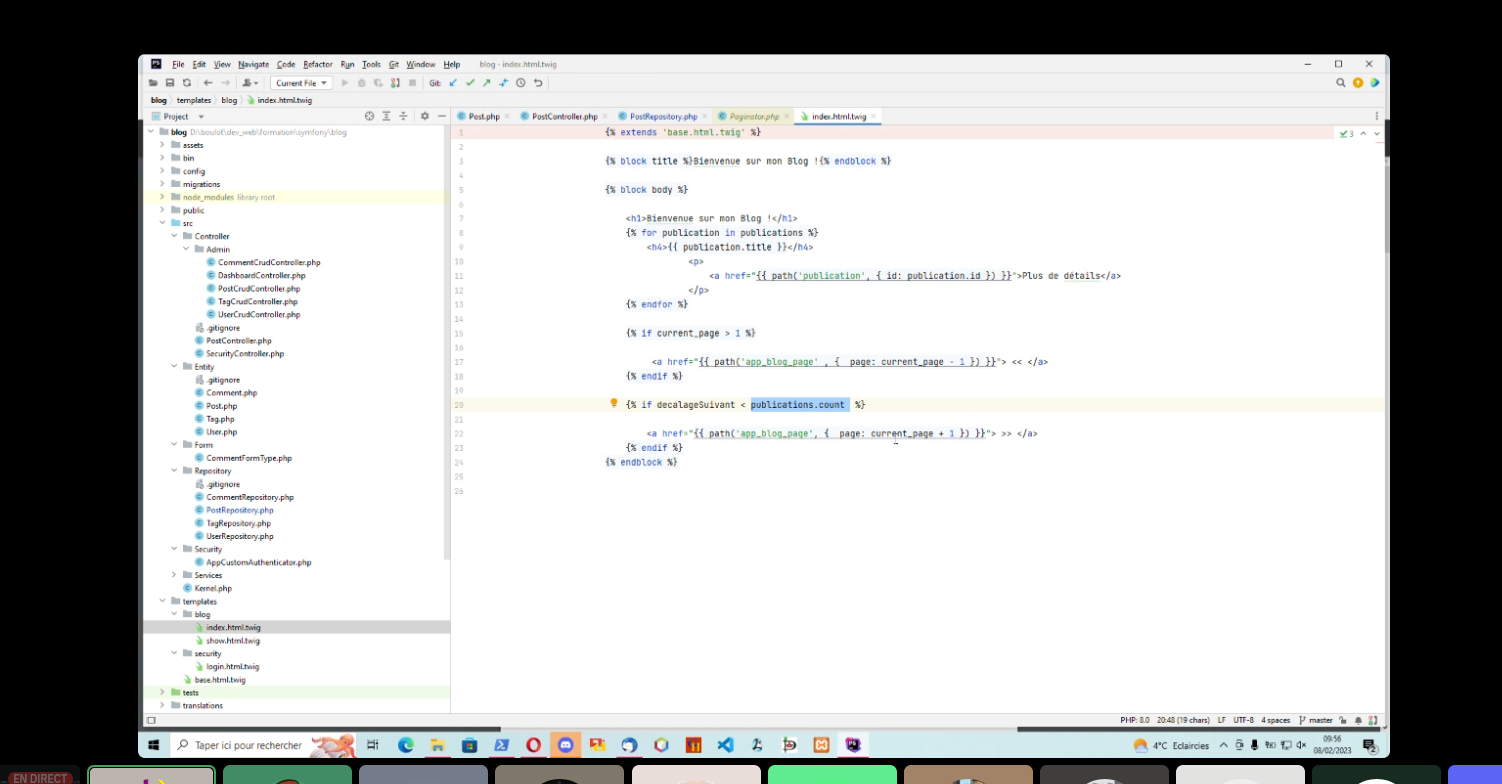 File Edit View Navigate Code Refactor Run Tools Git Window Help blog - index.html.twig
Current File Git:
blog templates blog index.html.twig
Project
Post.php PostController.php PostRepository.php Paginator.php index.html.twig
blog D:\boulot\dev_web\formation\symfony\blog
assets
bin
config
migrations
node_modules library root
public
src
Controller
Admin
CommentCrudController.php
DashboardController.php
PostCrudController.php
TagCrudController.php
UserCrudController.php
.gitignore
PostController.php
SecurityController.php
Entity
.gitignore
Comment.php
Post.php
Tag.php
User.php
Form
CommentFormType.php
Repository
.gitignore
CommentRepository.php
PostRepository.php
TagRepository.php
UserRepository.php
Security
AppCustomAuthenticator.php
Services
Kernel.php
templates
blog
index.html.twig
show.html.twig
security
login.html.twig
base.html.twig
tests
translations
3
1 {% extends 'base.html.twig' %}
2
3 {% block title %}Bienvenue sur mon Blog !{% endblock %}
4
5 {% block body %}
6
7 <h1>Bienvenue sur mon Blog !</h1>
8 {% for publication in publications %}
9 <h4>{{ publication.title }}</h4>
10 <p>
11 <a href="{{ path('publication', { id: publication.id }) }}">Plus de détails</a>
12 </p>
13 {% endfor %}
14
15 {% if current_page > 1 %}
16
17 <a href="{{ path('app_blog_page' , {  page: current_page - 1 }) }}"> << </a>
18 {% endif %}
19
20 {% if decalageSuivant < publications.count  %}
21
22 <a href="{{ path('app_blog_page', {  page: current_page + 1 }) }}"> >> </a>
23 {% endif %}
24 {% endblock %}
25
26
PHP: 8.0 20:48 (19 chars) LF UTF-8 4 spaces master
Taper ici pour rechercher
4°C Eclaircies
09:56
08/02/2023
2
EN DIRECT